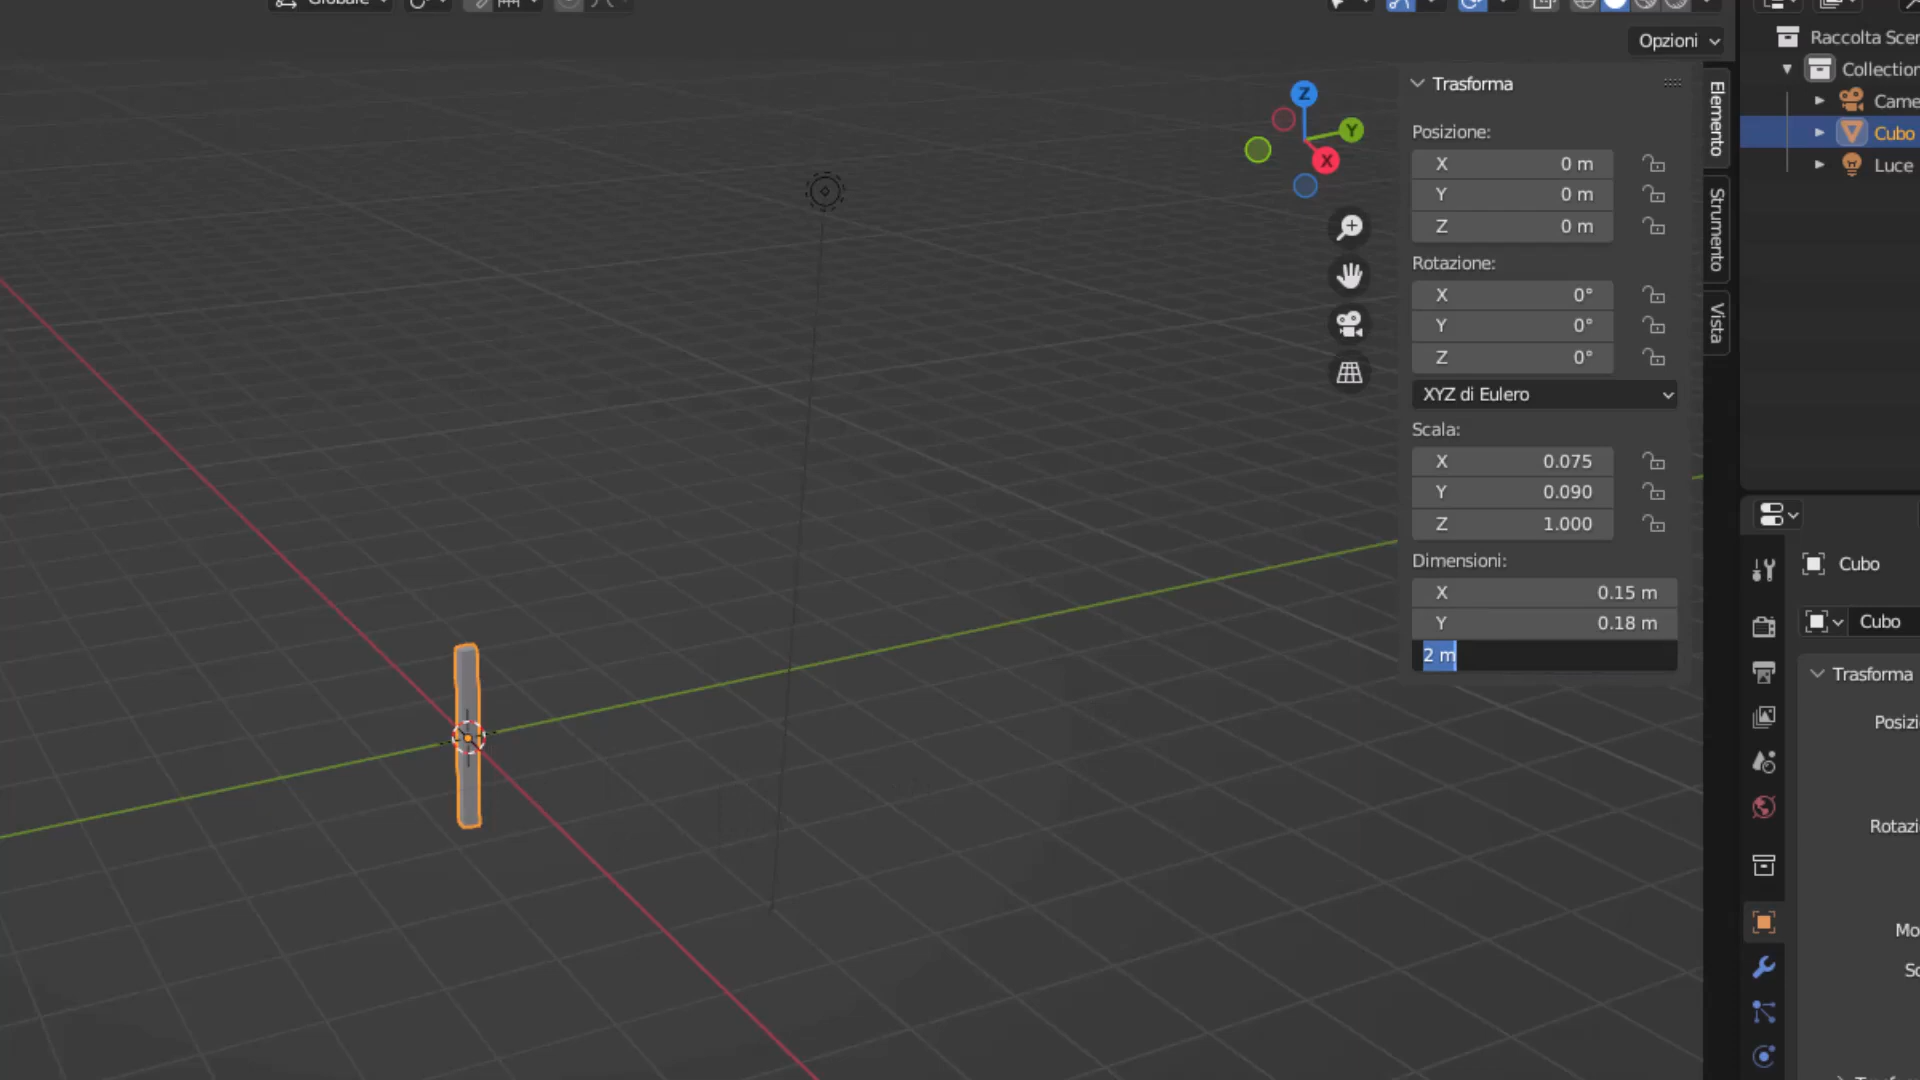 Globale
Opzioni
Trasforma
Z
Y
X
Posizione:
X 0 m
Y 0 m
Z 0 m
Rotazione:
X 0°
Y 0°
Z 0°
XYZ di Eulero
Scala:
X 0.075
Y 0.090
Z 1.000
Dimensioni:
X 0.15 m
Y 0.18 m
2 m
Elemento
Strumento
Vista
Raccolta Scen
Collection
Came
Cubo
Luce
Cubo
Cubo
Trasforma
Posizi
Rotazi
Mo
Sc